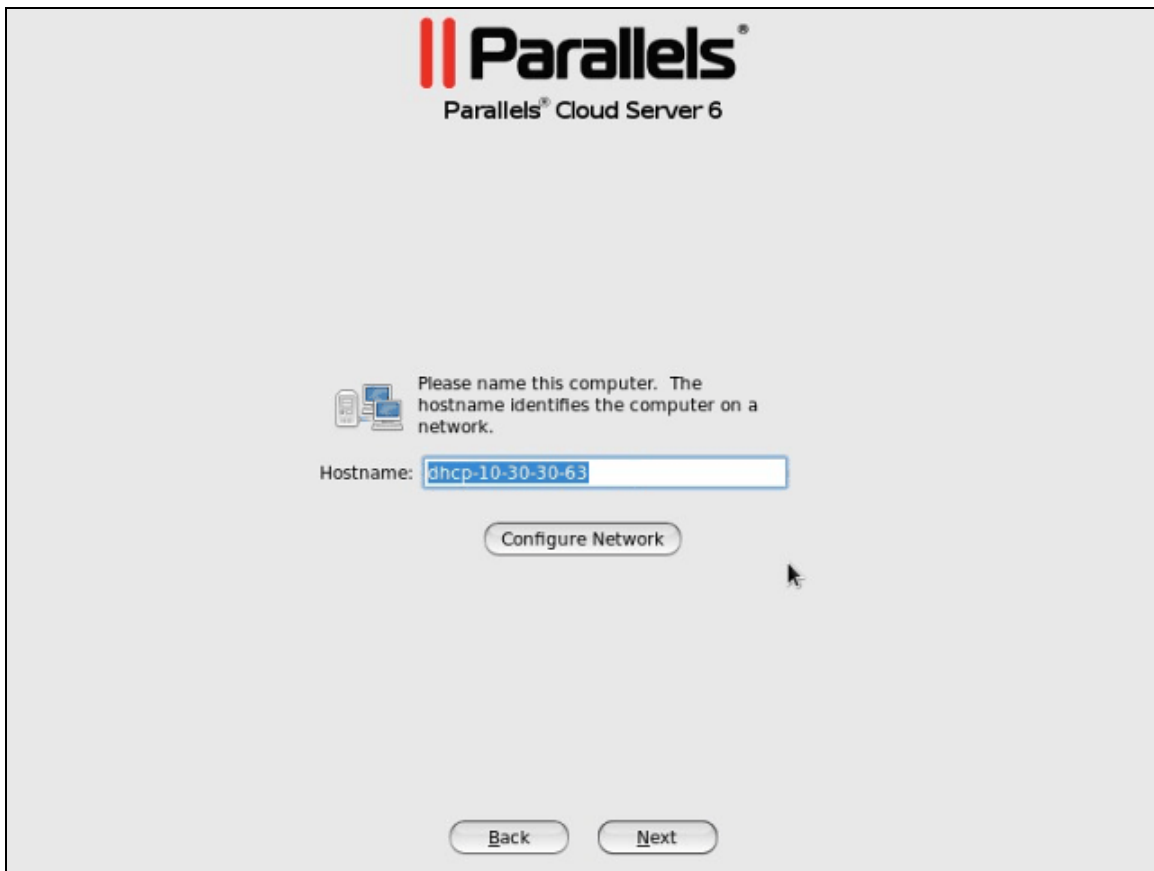 Parallels®
Parallels® Cloud Server 6
Please name this computer. The
hostname identifies the computer on a
network.
Hostname: dhcp-10-30-30-63
Configure Network
Back Next